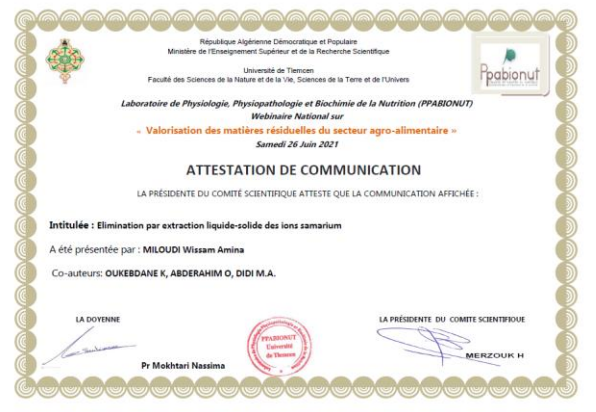 République Algérienne Démocratique et Populaire
Ministère de l'Enseignement Supérieur et de la Recherche Scientifique
Université de Tlemcen
Faculté des Sciences de la Nature et de la Vie, Sciences de la Terre et de l'Univers
Ppabionut
Laboratoire de Physiologie, Physiopathologie et Biochimie de la Nutrition (PPABIONUT)
Webinaire National sur
« Valorisation des matières résiduelles du secteur agro-alimentaire »
Samedi 26 Juin 2021
ATTESTATION DE COMMUNICATION
LA PRÉSIDENTE DU COMITÉ SCIENTIFIQUE ATTESTE QUE LA COMMUNICATION AFFICHÉE :
Intitulée : Elimination par extraction liquide-solide des ions samarium
A été présentée par : MILOUDI Wissam Amina
Co-auteurs: OUKEBDANE K, ABDERAHIM O, DIDI M.A.
LA DOYENNE
LA PRÉSIDENTE DU COMITE SCIENTIFIQUE
PPABIONUT
Université
de Tlemcen
MERZOUK H
Pr Mokhtari Nassima